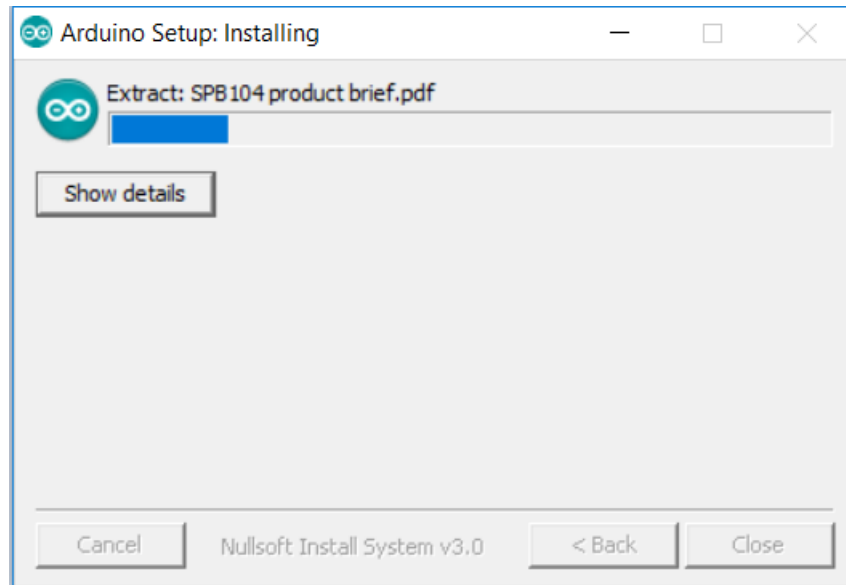 Arduino Setup: Installing
Extract: SPB104 product brief.pdf
Show details
Cancel Nullsoft Install System v3.0 < Back Close